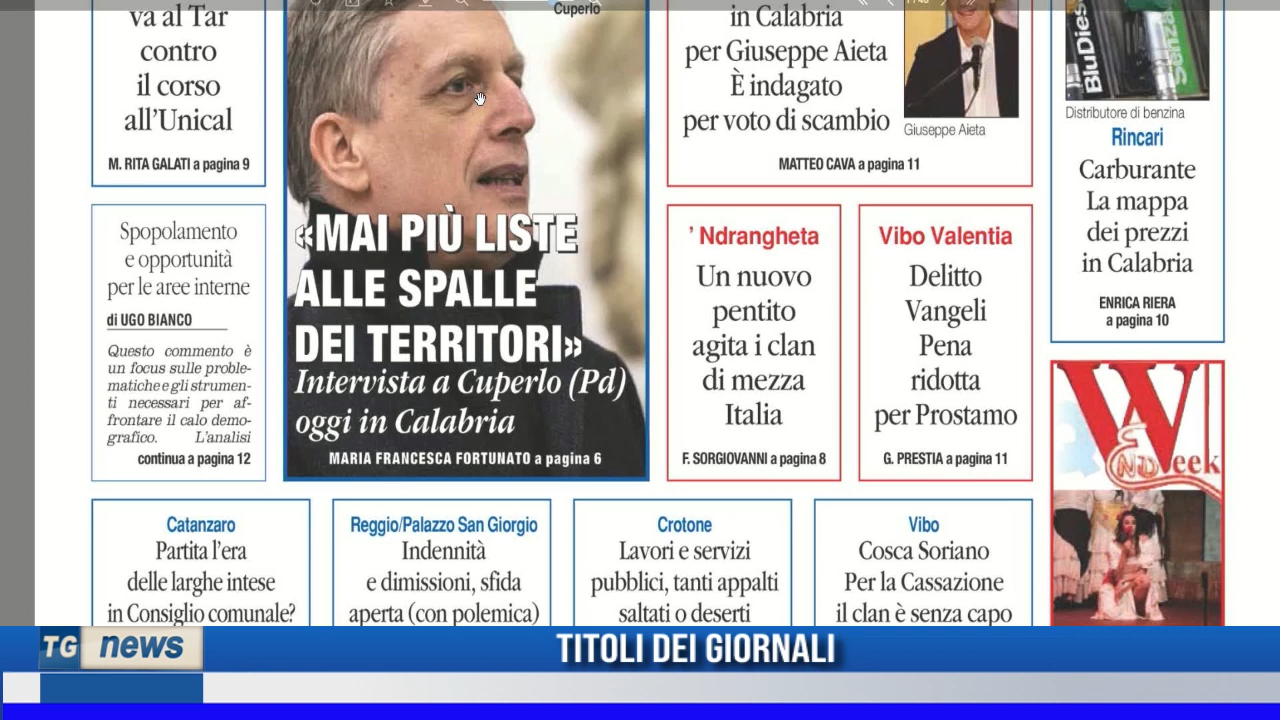 va al Tar
contro
il corso
all'Unical
M. RITA GALATI a pagina 9
Spopolamento
e opportunità
per le aree interne
di UGO BIANCO
Questo commento è
un focus sulle proble-
matiche e gli strumen-
ti necessari per af-
frontare il calo demo-
grafico. L'analisi
continua a pagina 12
Cuperlo
«MAI PIÙ LISTE
ALLE SPALLE
DEI TERRITORI»
Intervista a Cuperlo (Pd)
oggi in Calabria
MARIA FRANCESCA FORTUNATO a pagina 6
in Calabria
per Giuseppe Aieta
È indagato
per voto di scambio
Giuseppe Aieta
MATTEO CAVA a pagina 11
' Ndrangheta
Un nuovo
pentito
agita i clan
di mezza
Italia
F. SORGIOVANNI a pagina 8
Vibo Valentia
Delitto
Vangeli
Pena
ridotta
per Prostamo
G. PRESTIA a pagina 11
BluDies
Senza
Distributore di benzina
Rincari
Carburante
La mappa
dei prezzi
in Calabria
ENRICA RIERA
a pagina 10
WEEK
END
Catanzaro
Partita l'era
delle larghe intese
in Consiglio comunale?
Reggio/Palazzo San Giorgio
Indennità
e dimissioni, sfida
aperta (con polemica)
Crotone
Lavori e servizi
pubblici, tanti appalti
saltati o deserti
Vibo
Cosca Soriano
Per la Cassazione
il clan è senza capo
TG news
TITOLI DEI GIORNALI